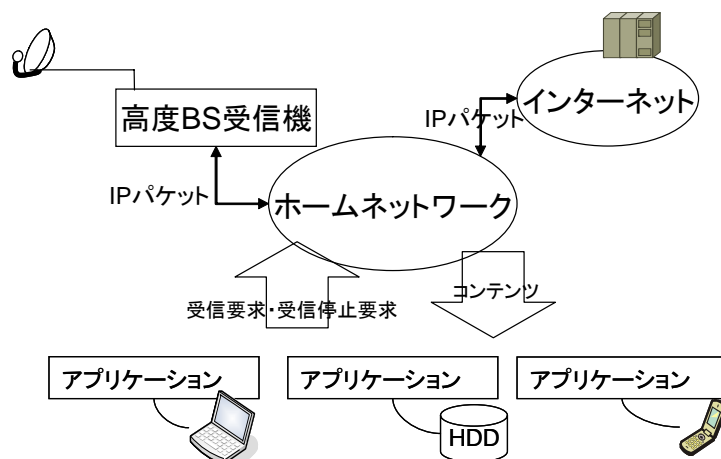 インターネット
高度BS受信機
IPパケット
IPパケット
ホームネットワーク
受信要求・受信停止要求
コンテンツ
アプリケーション
アプリケーション
アプリケーション
HDD